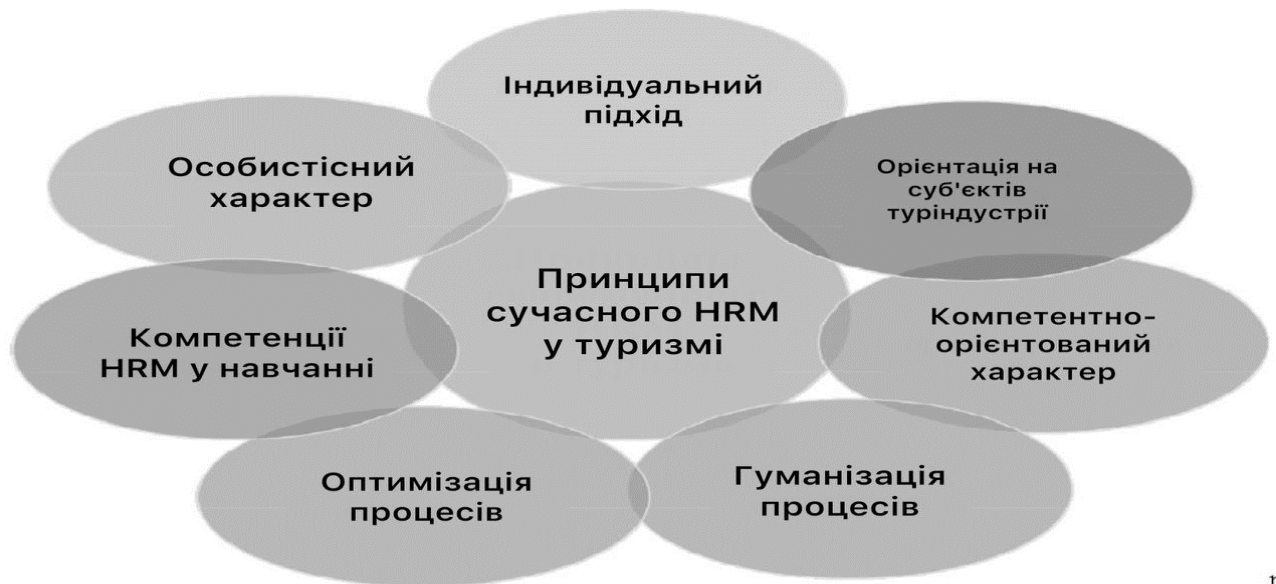 Індивідуальний
підхід
Особистісний
характер
Орієнтація на
суб'єктів
туріндустрії
Принципи
сучасного HRM
у туризмі
Компетенції
HRM у навчанні
Компетентно-
орієнтований
характер
Оптимізація
процесів
Гуманізація
процесів